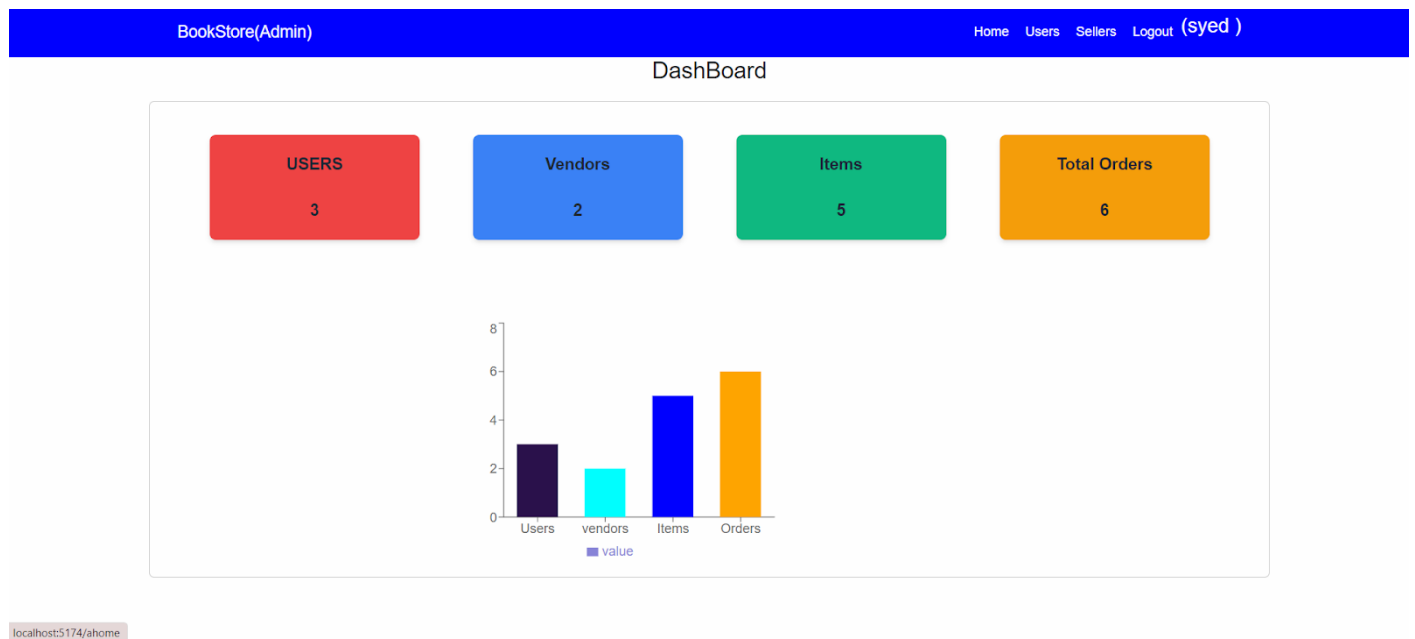 BookStore(Admin) Home Users Sellers Logout (syed )
DashBoard
USERS Vendors Items Total Orders
3 2 5 6
8
6
4
2
0
Users vendors Items Orders
value
localhost:5174/ahome